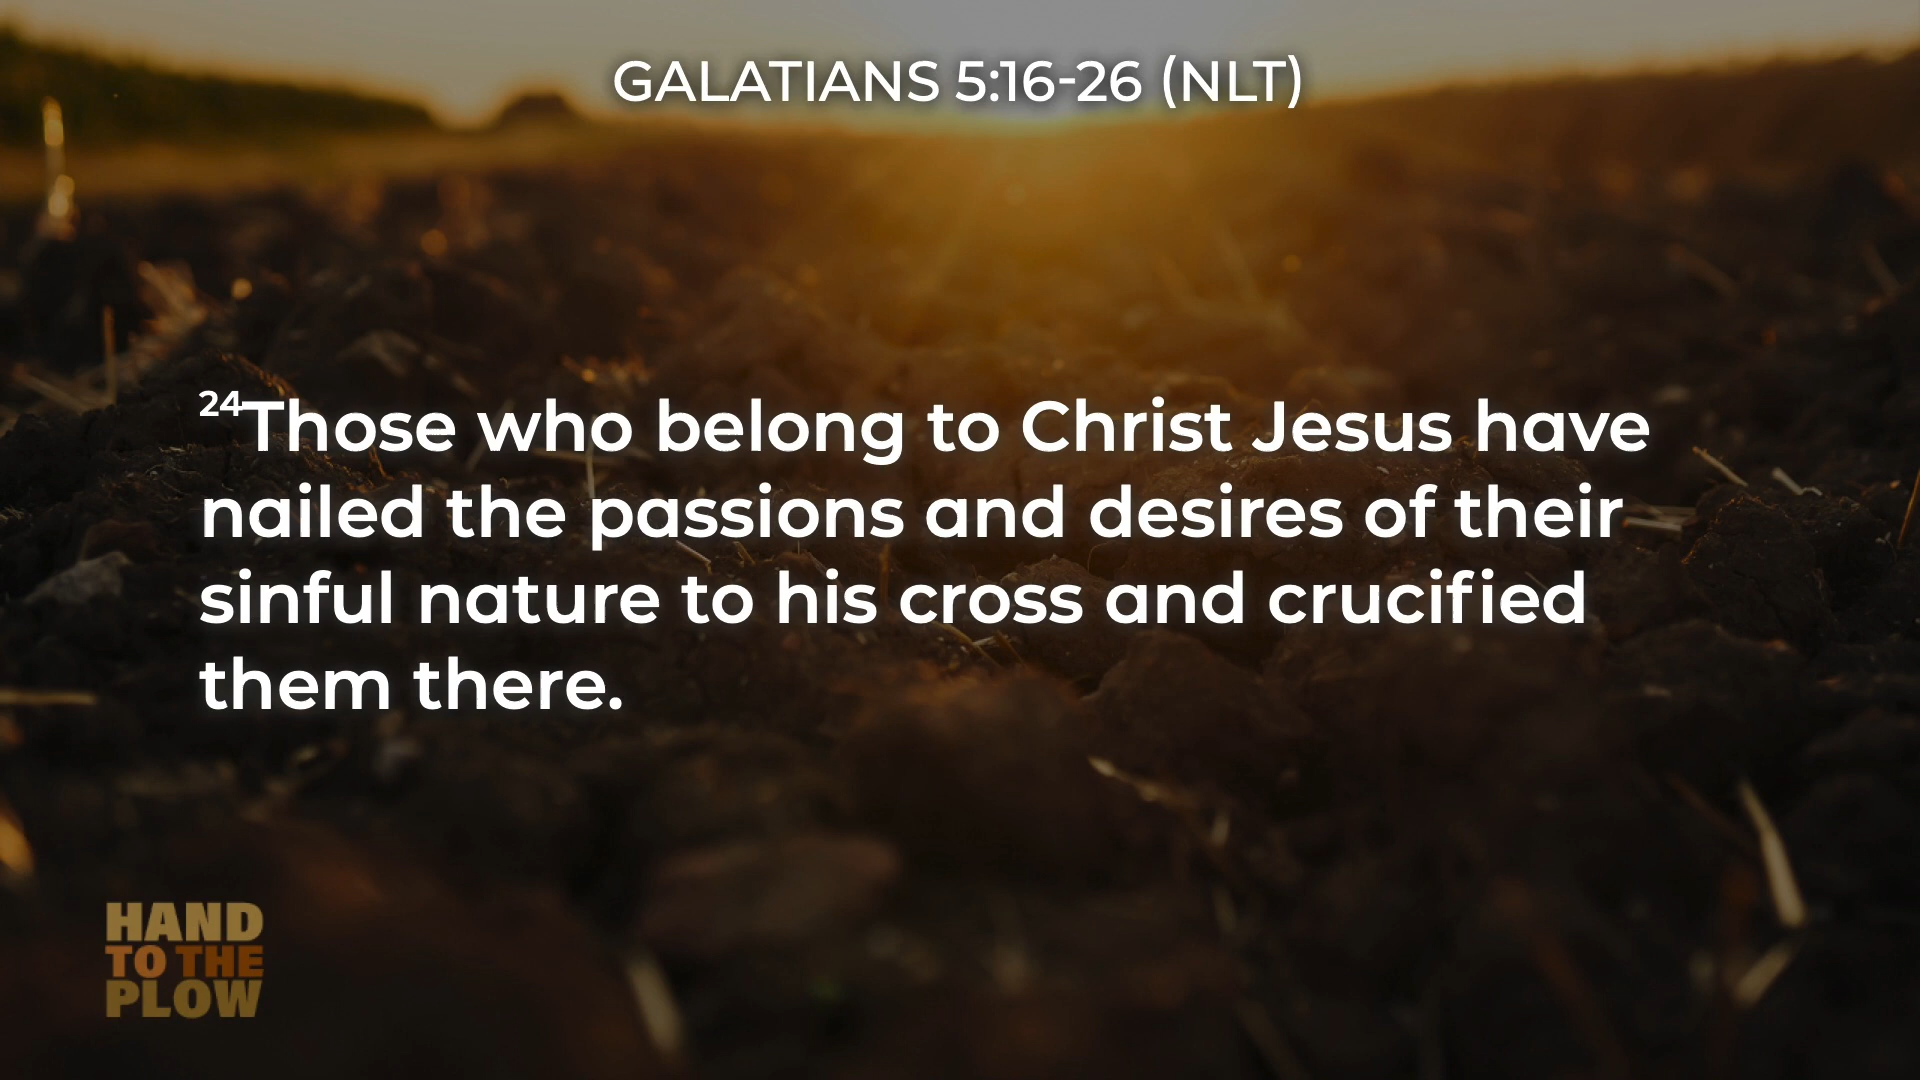 GALATIANS 5:16-26 (NLT)
24Those who belong to Christ Jesus have
nailed the passions and desires of their
sinful nature to his cross and crucified
them there.
HAND
TO THE
PLOW